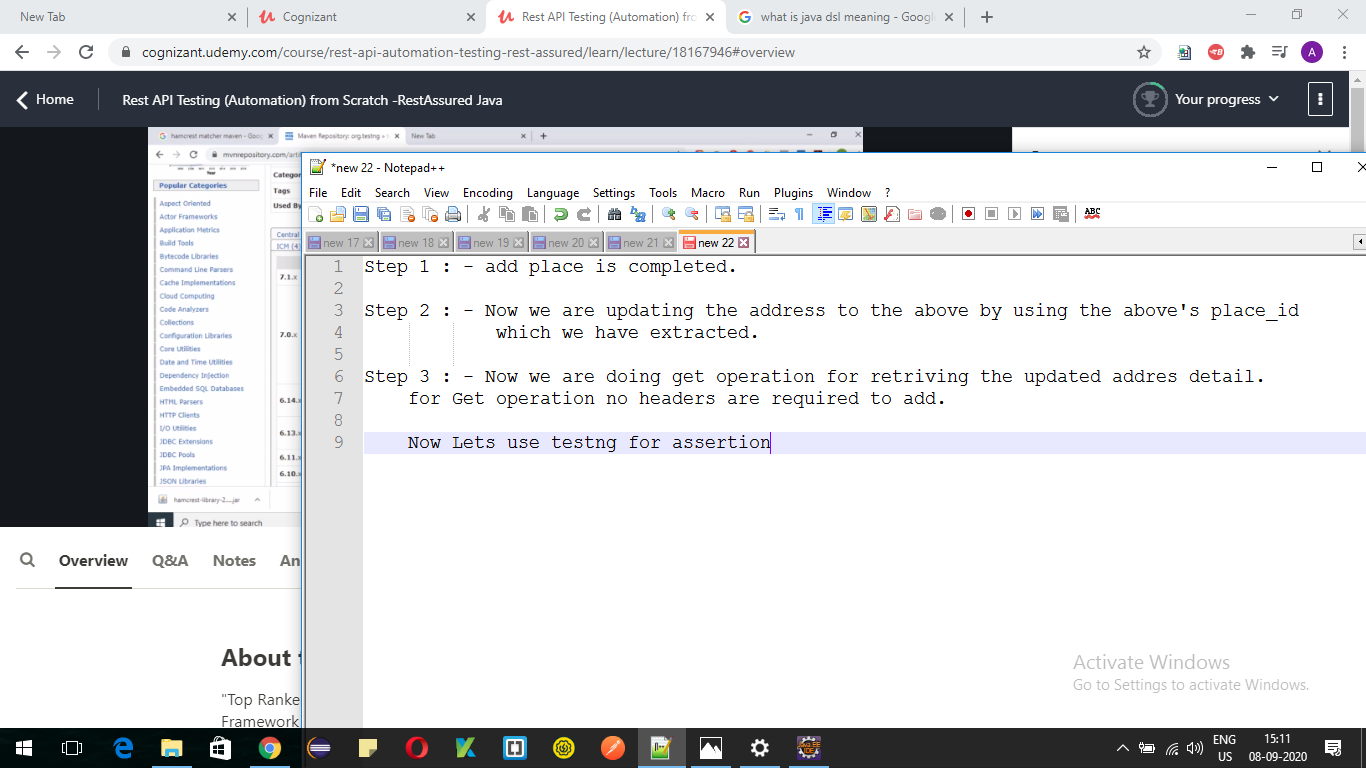 New Tab
Cognizant
Rest API Testing (Automation) fro
what is java dsl meaning - Googl
cognizant.udemy.com/course/rest-api-automation-testing-rest-assured/learn/lecture/18167946#overview
A
Home
Rest API Testing (Automation) from Scratch -RestAssured Java
Your progress
hamcrest matcher maven - Goo
Maven Repository: org.testng »
New Tab
mvnrepository.com/arti
Popular Categories
Aspect Oriented
Actor Frameworks
Application Metrics
Build Tools
Bytecode Libraries
Command Line Parsers
Cache Implementations
Cloud Computing
Code Analyzers
Collections
Configuration Libraries
Core Utilities
Date and Time Utilities
Dependency Injection
Embedded SQL Databases
HTML Parsers
HTTP Clients
I/O Utilities
JDBC Extensions
JDBC Pools
JPA Implementations
JSON Libraries
Categor
Tags
Used By
Central
ICM (4)
7.1.x
7.0.x
6.14.
6.13.
6.11.
6.10.
hamcrest-library-2....jar
Type here to search
*new 22 - Notepad++
File Edit Search View Encoding Language Settings Tools Macro Run Plugins Window ?
ABC
new 17 new 18 new 19 new 20 new 21 new 22
1 Step 1 : - add place is completed.
2
3 Step 2 : - Now we are updating the address to the above by using the above's place_id
4 which we have extracted.
5
6 Step 3 : - Now we are doing get operation for retriving the updated addres detail.
7 for Get operation no headers are required to add.
8
9 Now Lets use testng for assertion
Overview Q&A Notes An
About t
"Top Ranke
Framework
Activate Windows
Go to Settings to activate Windows.
ENG
US
15:11
08-09-2020